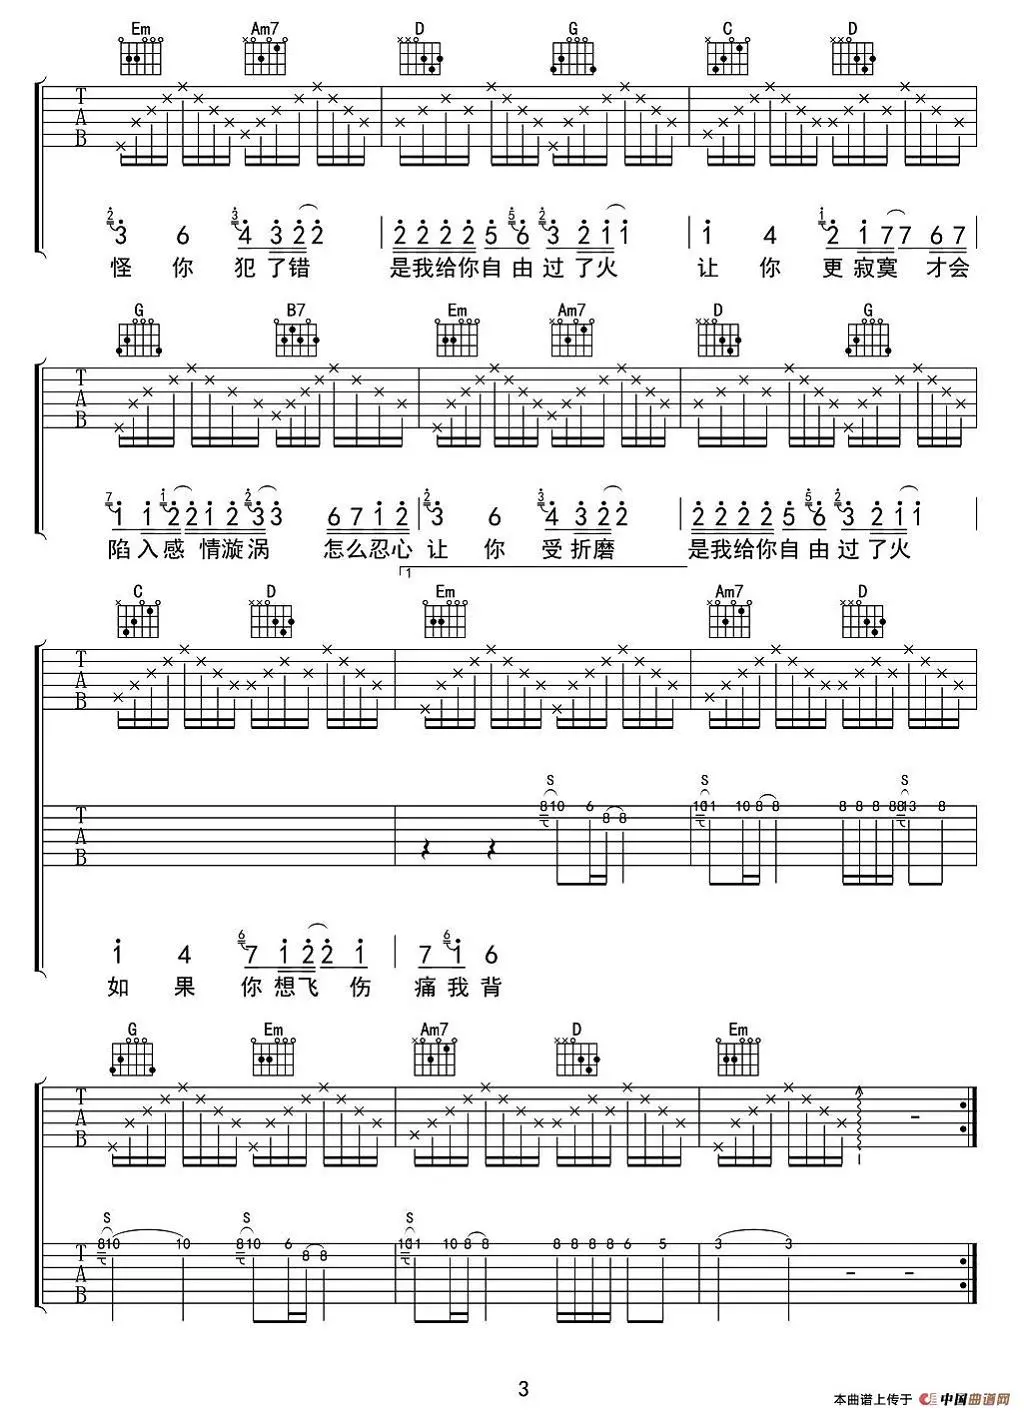 Em Am7 D G C D
T A B
2 3 6 3 4 3 2 2 2 2 2 2 5 5 6 2 3 2 1 1 1 4 1 2 1 7 7 6 7
怪 你 犯 了 错 是我给你自由过了火 让 你 更 寂寞 才会
G B7 Em Am7 D G
T A B
7 1 1 2 1 2 2 1 2 2 3 3 6 7 1 2 2 3 6 3 4 3 2 2 2 2 2 2 5 5 6 2 3 2 1 1
陷入感 情漩涡 怎么忍心 让 你 受折磨 是我给你自由过了火
1
C D Em Am7 D
T A B
S S S
8 10 6 8 8 10 11 10 8 8 8 8 8 8 8 13 8
T A B
1 4 6 7 1 2 2 1 7 6 1 6
如 果 你 想飞 伤 痛我背
G Em Am7 D Em
T A B
S S S
8 10 10 8 10 6 8 8 10 11 10 8 8 8 8 8 8 6 5 3 3
T A B
3
本曲谱上传于 中国曲谱网